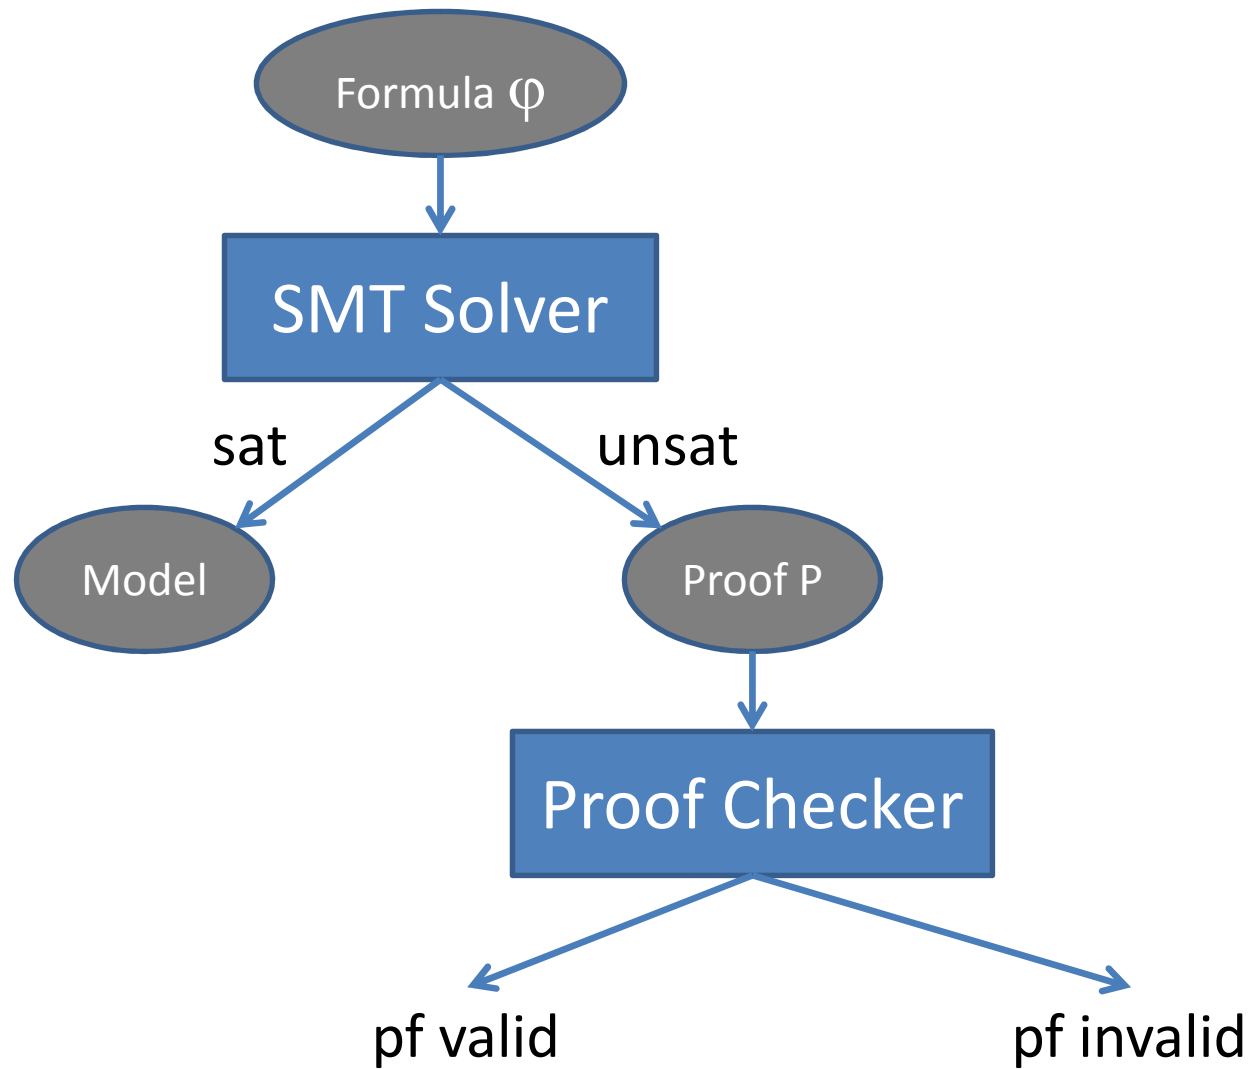 Formula φ
SMT Solver
sat
unsat
Model
Proof P
Proof Checker
pf valid
pf invalid